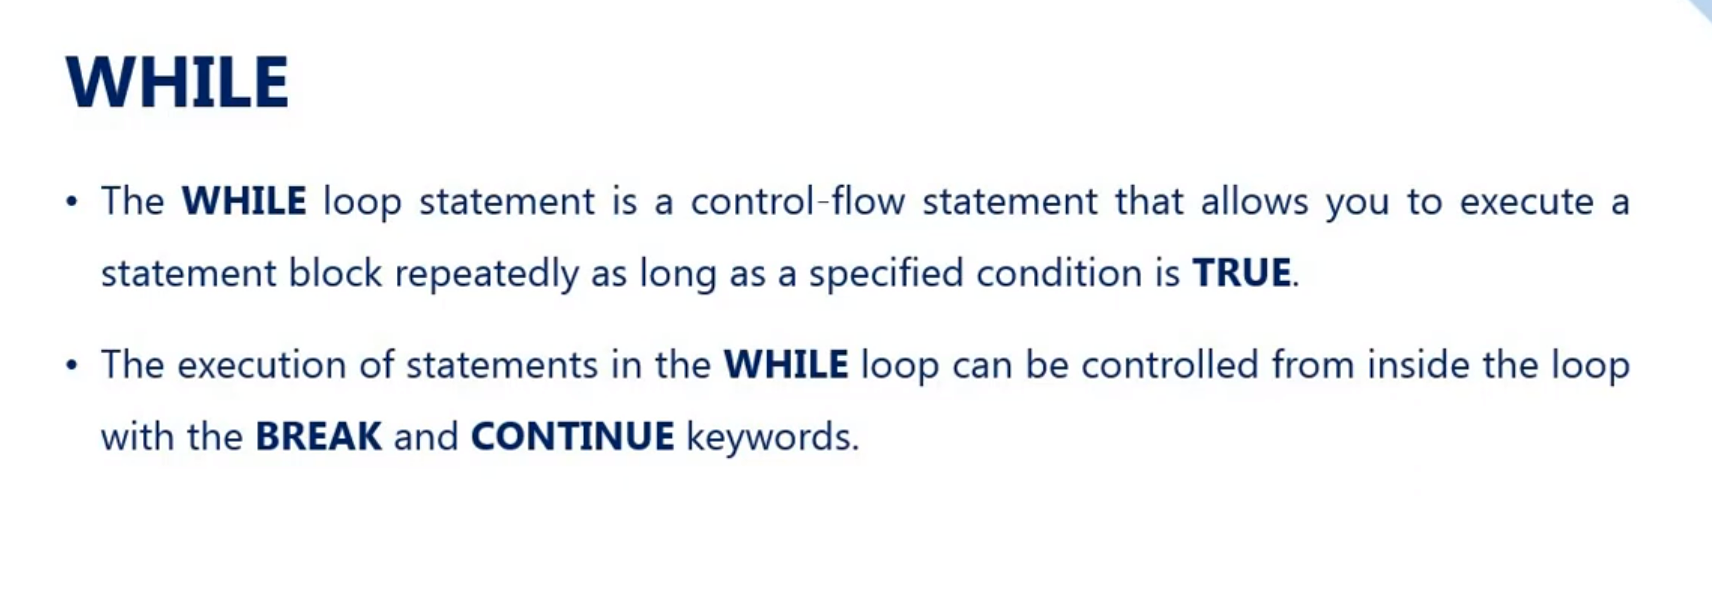 WHILE
• The WHILE loop statement is a control-flow statement that allows you to execute a
statement block repeatedly as long as a specified condition is TRUE.
• The execution of statements in the WHILE loop can be controlled from inside the loop
with the BREAK and CONTINUE keywords.